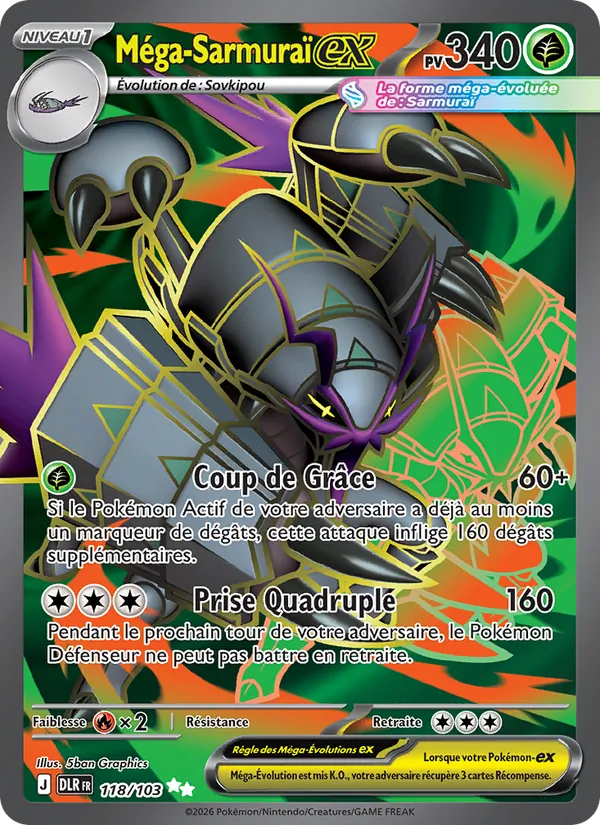 NIVEAU 1
Méga-Sarmuraï ex
PV 340
Évolution de : Sovkipou
La forme méga-évoluée
de : Sarmuraï
Coup de Grâce 60+
Si le Pokémon Actif de votre adversaire a déjà au moins
un marqueur de dégâts, cette attaque inflige 160 dégâts
supplémentaires.
Prise Quadruple 160
Pendant le prochain tour de votre adversaire, le Pokémon
Défenseur ne peut pas battre en retraite.
Faiblesse ×2 Résistance Retraite
Illus. 5ban Graphics
Règle des Méga-Évolutions ex
Lorsque votre Pokémon-ex
Méga-Évolution est mis K.O., votre adversaire récupère 3 cartes Récompense.
J DLR FR 118/103
©2026 Pokémon/Nintendo/Creatures/GAME FREAK